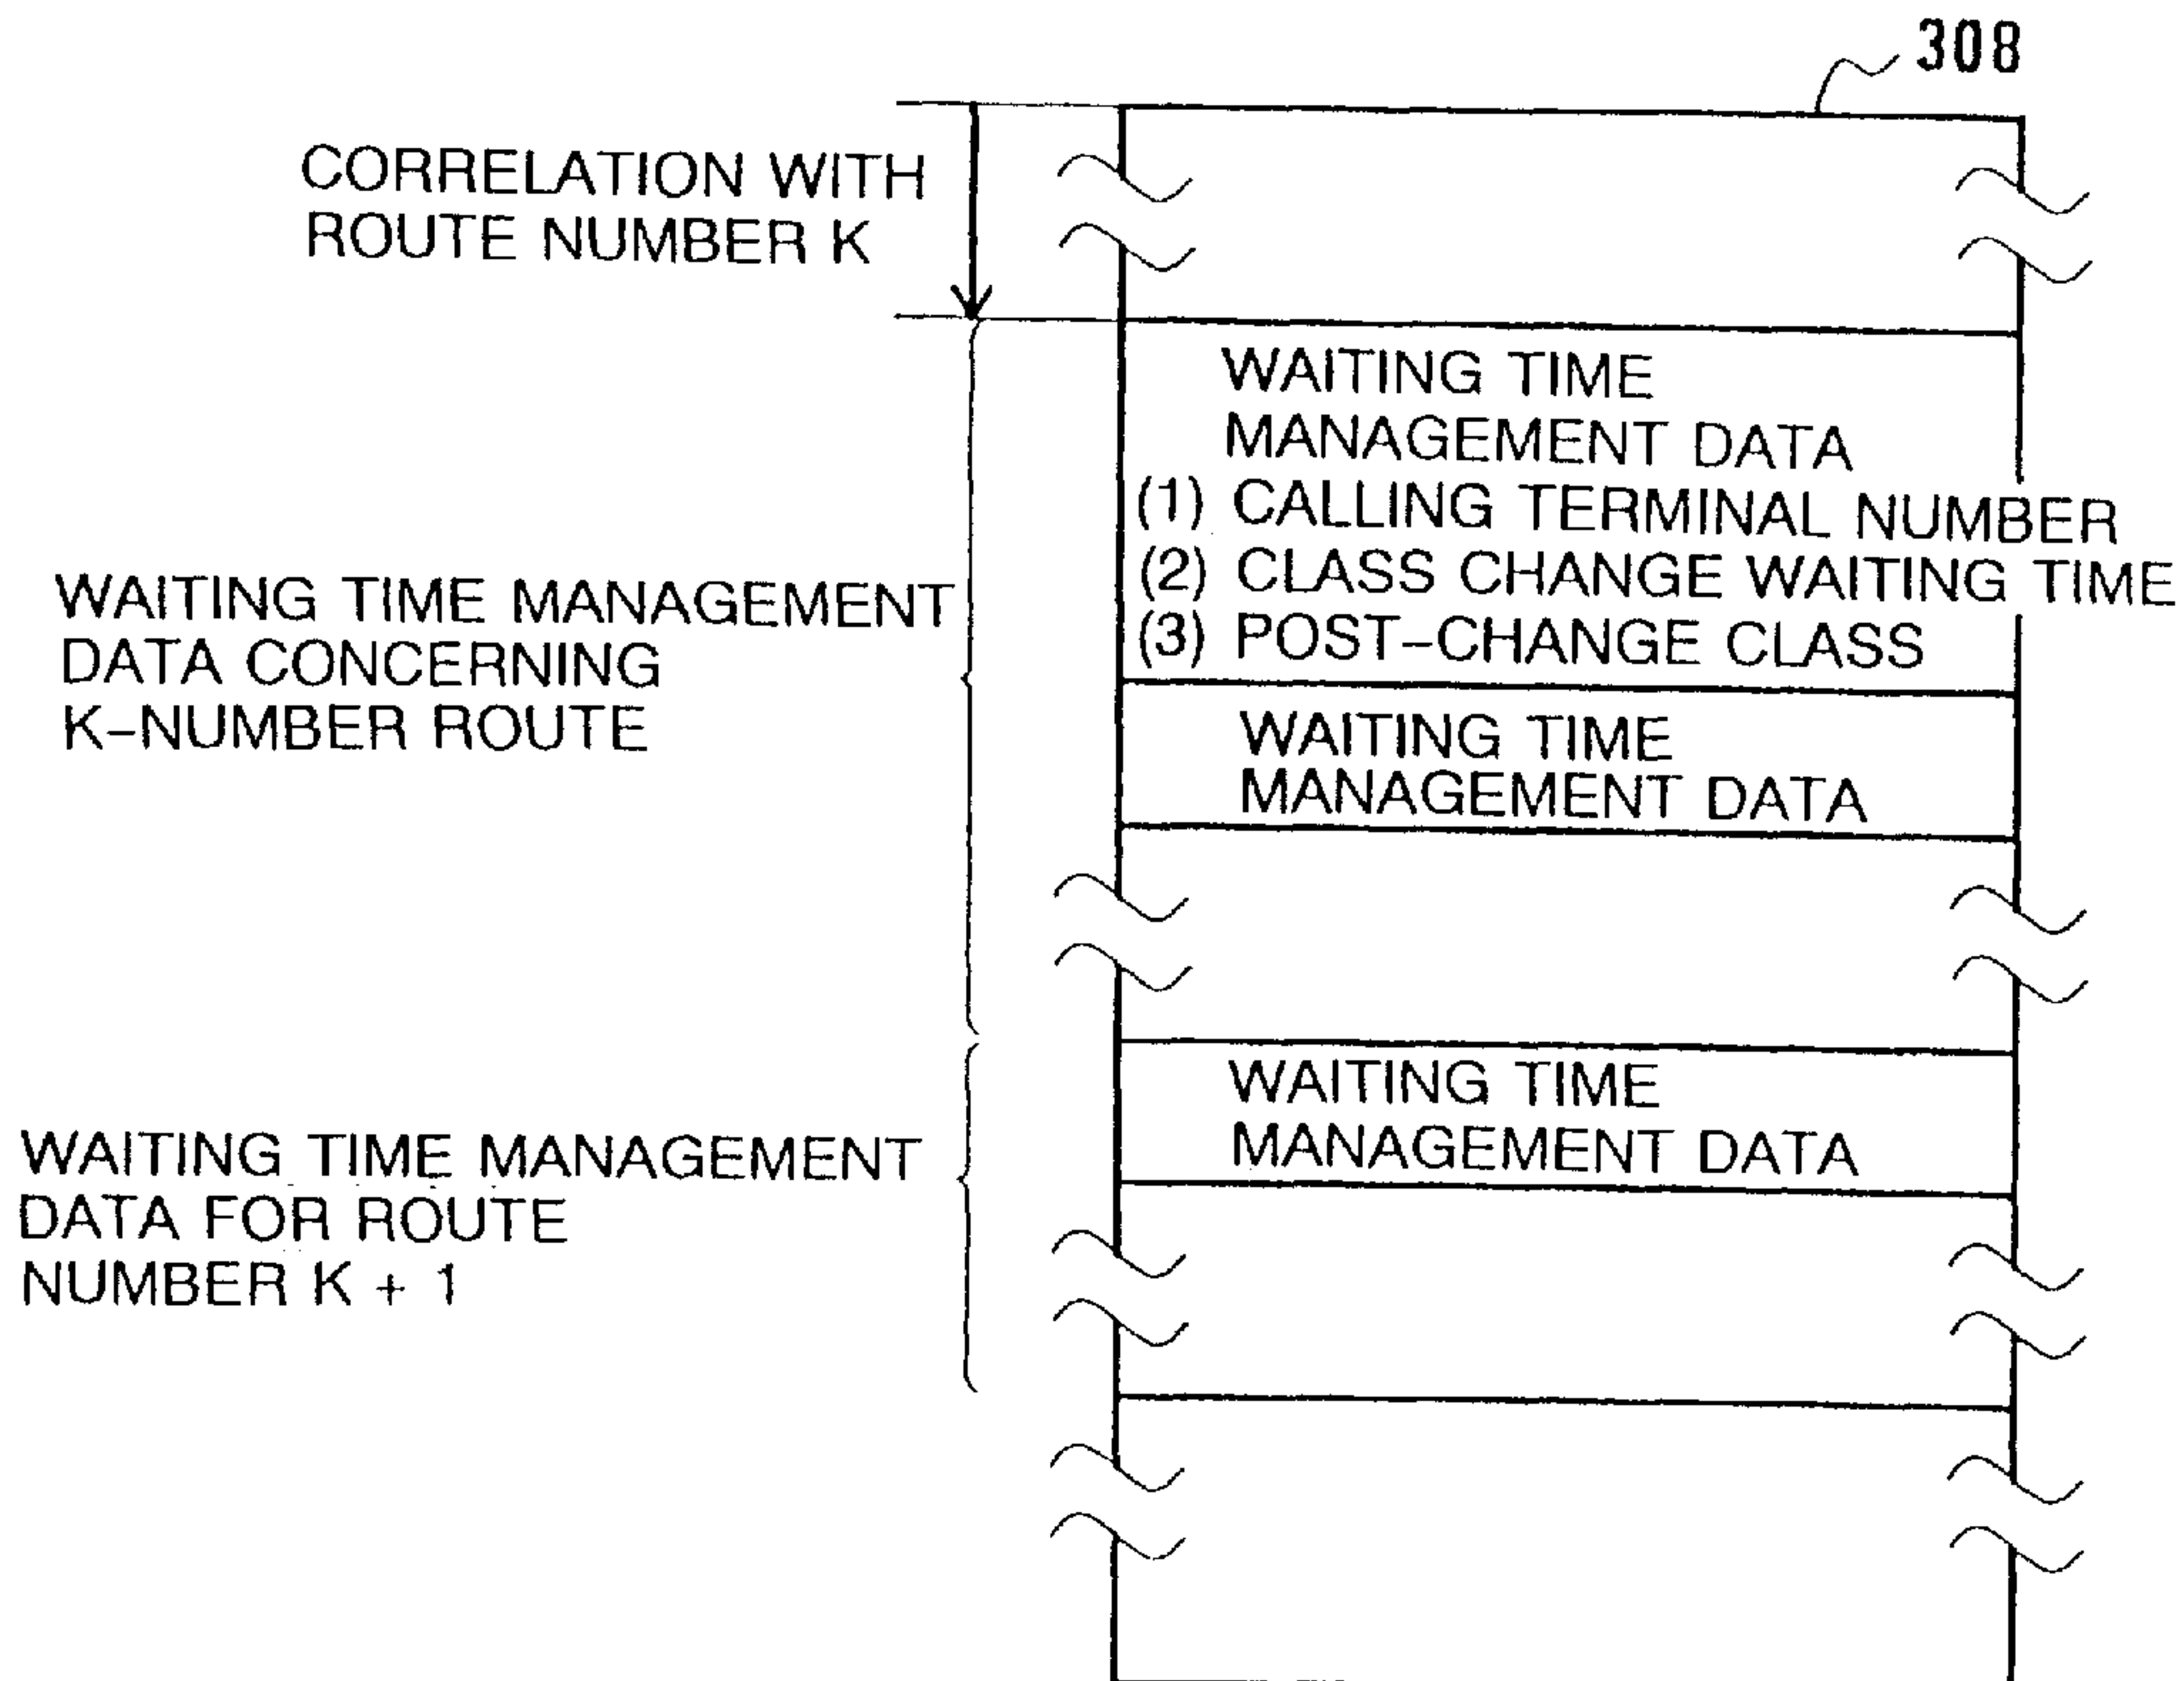 308
CORRELATION WITH
ROUTE NUMBER K
WAITING TIME
MANAGEMENT DATA
(1) CALLING TERMINAL NUMBER
(2) CLASS CHANGE WAITING TIME
(3) POST-CHANGE CLASS
WAITING TIME MANAGEMENT
DATA CONCERNING
K-NUMBER ROUTE
WAITING TIME
MANAGEMENT DATA
WAITING TIME
MANAGEMENT DATA
WAITING TIME MANAGEMENT
DATA FOR ROUTE
NUMBER K + 1